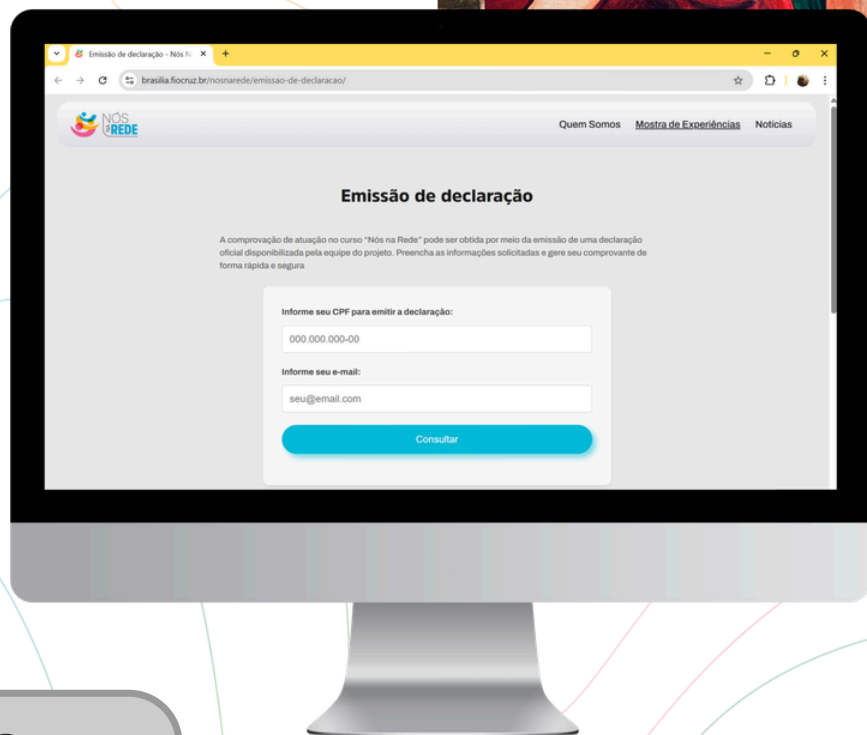 Emissão de declaração - Nós N
brasilia.fiocruz.br/nosnarede/emissao-de-declaracao/
NÓS
NA REDE
Quem Somos Mostra de Experiências Notícias
Emissão de declaração
A comprovação de atuação no curso “Nós na Rede” pode ser obtida por meio da emissão de uma declaração
oficial disponibilizada pela equipe do projeto. Preencha as informações solicitadas e gere seu comprovante de
forma rápida e segura
Informe seu CPF para emitir a declaração:
000.000.000-00
Informe seu e-mail:
seu@email.com
Consultar